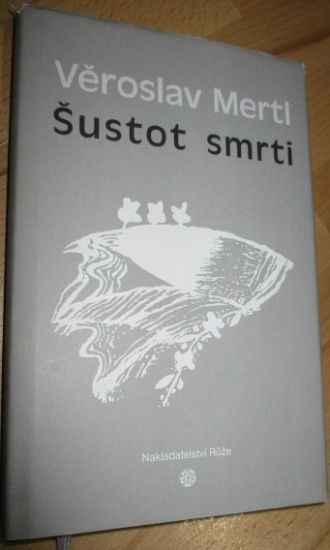 Věroslav Mertl
Šustot smrti
Nakladatelství Růže